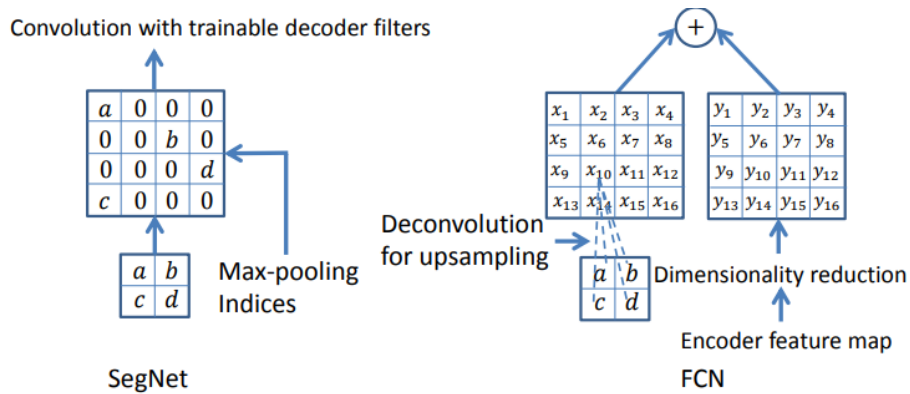 Convolution with trainable decoder filters
a 0 0 0
0 0 b 0
0 0 0 d
c 0 0 0
a b
c d
Max-pooling
Indices
SegNet
+
x₁ x₂ x₃ x₄
x₅ x₆ x₇ x₈
x₉ x₁₀ x₁₁ x₁₂
x₁₃ x₁₄ x₁₅ x₁₆
y₁ y₂ y₃ y₄
y₅ y₆ y₇ y₈
y₉ y₁₀ y₁₁ y₁₂
y₁₃ y₁₄ y₁₅ y₁₆
Deconvolution
for upsampling
a b
c d
Dimensionality reduction
Encoder feature map
FCN